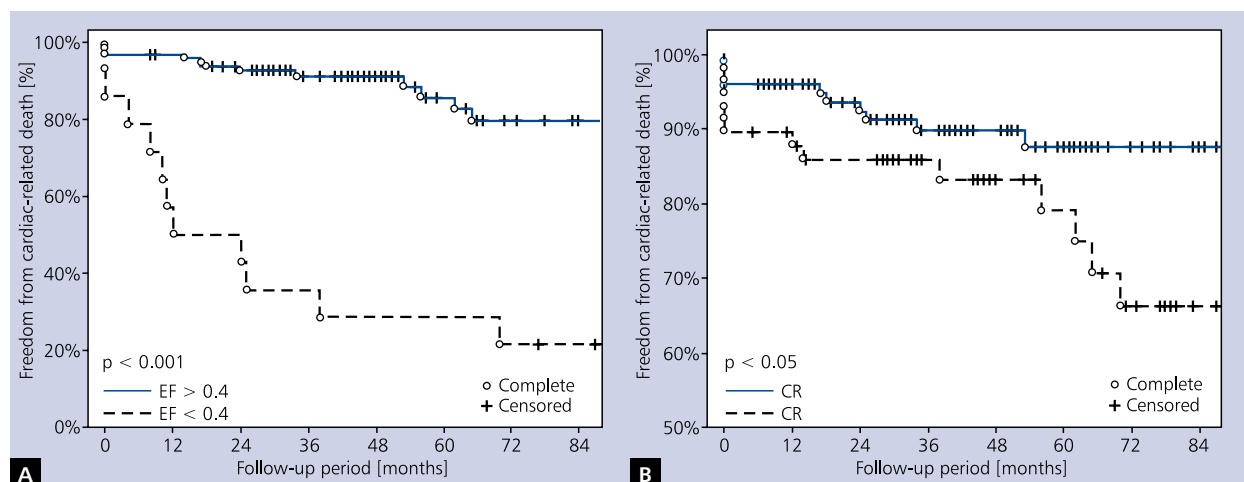 Freedom from cardiac-related death [%]
100%
80%
60%
40%
20%
0%
p < 0.001
EF > 0.4
EF < 0.4
Complete
Censored
0 12 24 36 48 60 72 84
Follow-up period [months]
A
Freedom from cardiac-related death [%]
100%
90%
80%
70%
60%
50%
p < 0.05
CR
CR
Complete
Censored
0 12 24 36 48 60 72 84
Follow-up period [months]
B